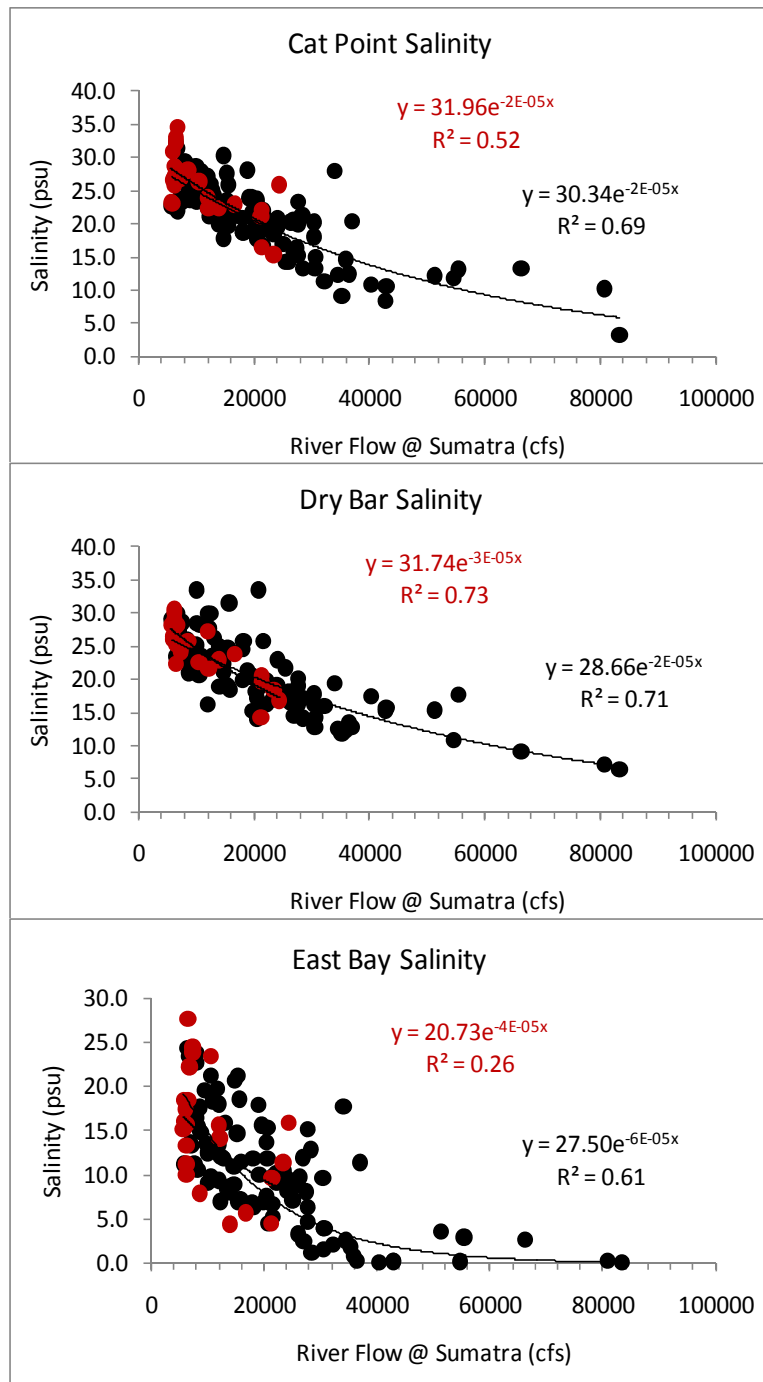 Cat Point Salinity
40.0
35.0
30.0
25.0
20.0
15.0
10.0
5.0
0.0
Salinity (psu)
y = 31.96e^-2E-05x
R² = 0.52
y = 30.34e^-2E-05x
R² = 0.69
0 20000 40000 60000 80000 100000
River Flow @ Sumatra (cfs)
Dry Bar Salinity
40.0
35.0
30.0
25.0
20.0
15.0
10.0
5.0
0.0
Salinity (psu)
y = 31.74e^-3E-05x
R² = 0.73
y = 28.66e^-2E-05x
R² = 0.71
0 20000 40000 60000 80000 100000
River Flow @ Sumatra (cfs)
East Bay Salinity
30.0
25.0
20.0
15.0
10.0
5.0
0.0
Salinity (psu)
y = 20.73e^-4E-05x
R² = 0.26
y = 27.50e^-6E-05x
R² = 0.61
0 20000 40000 60000 80000 100000
River Flow @ Sumatra (cfs)